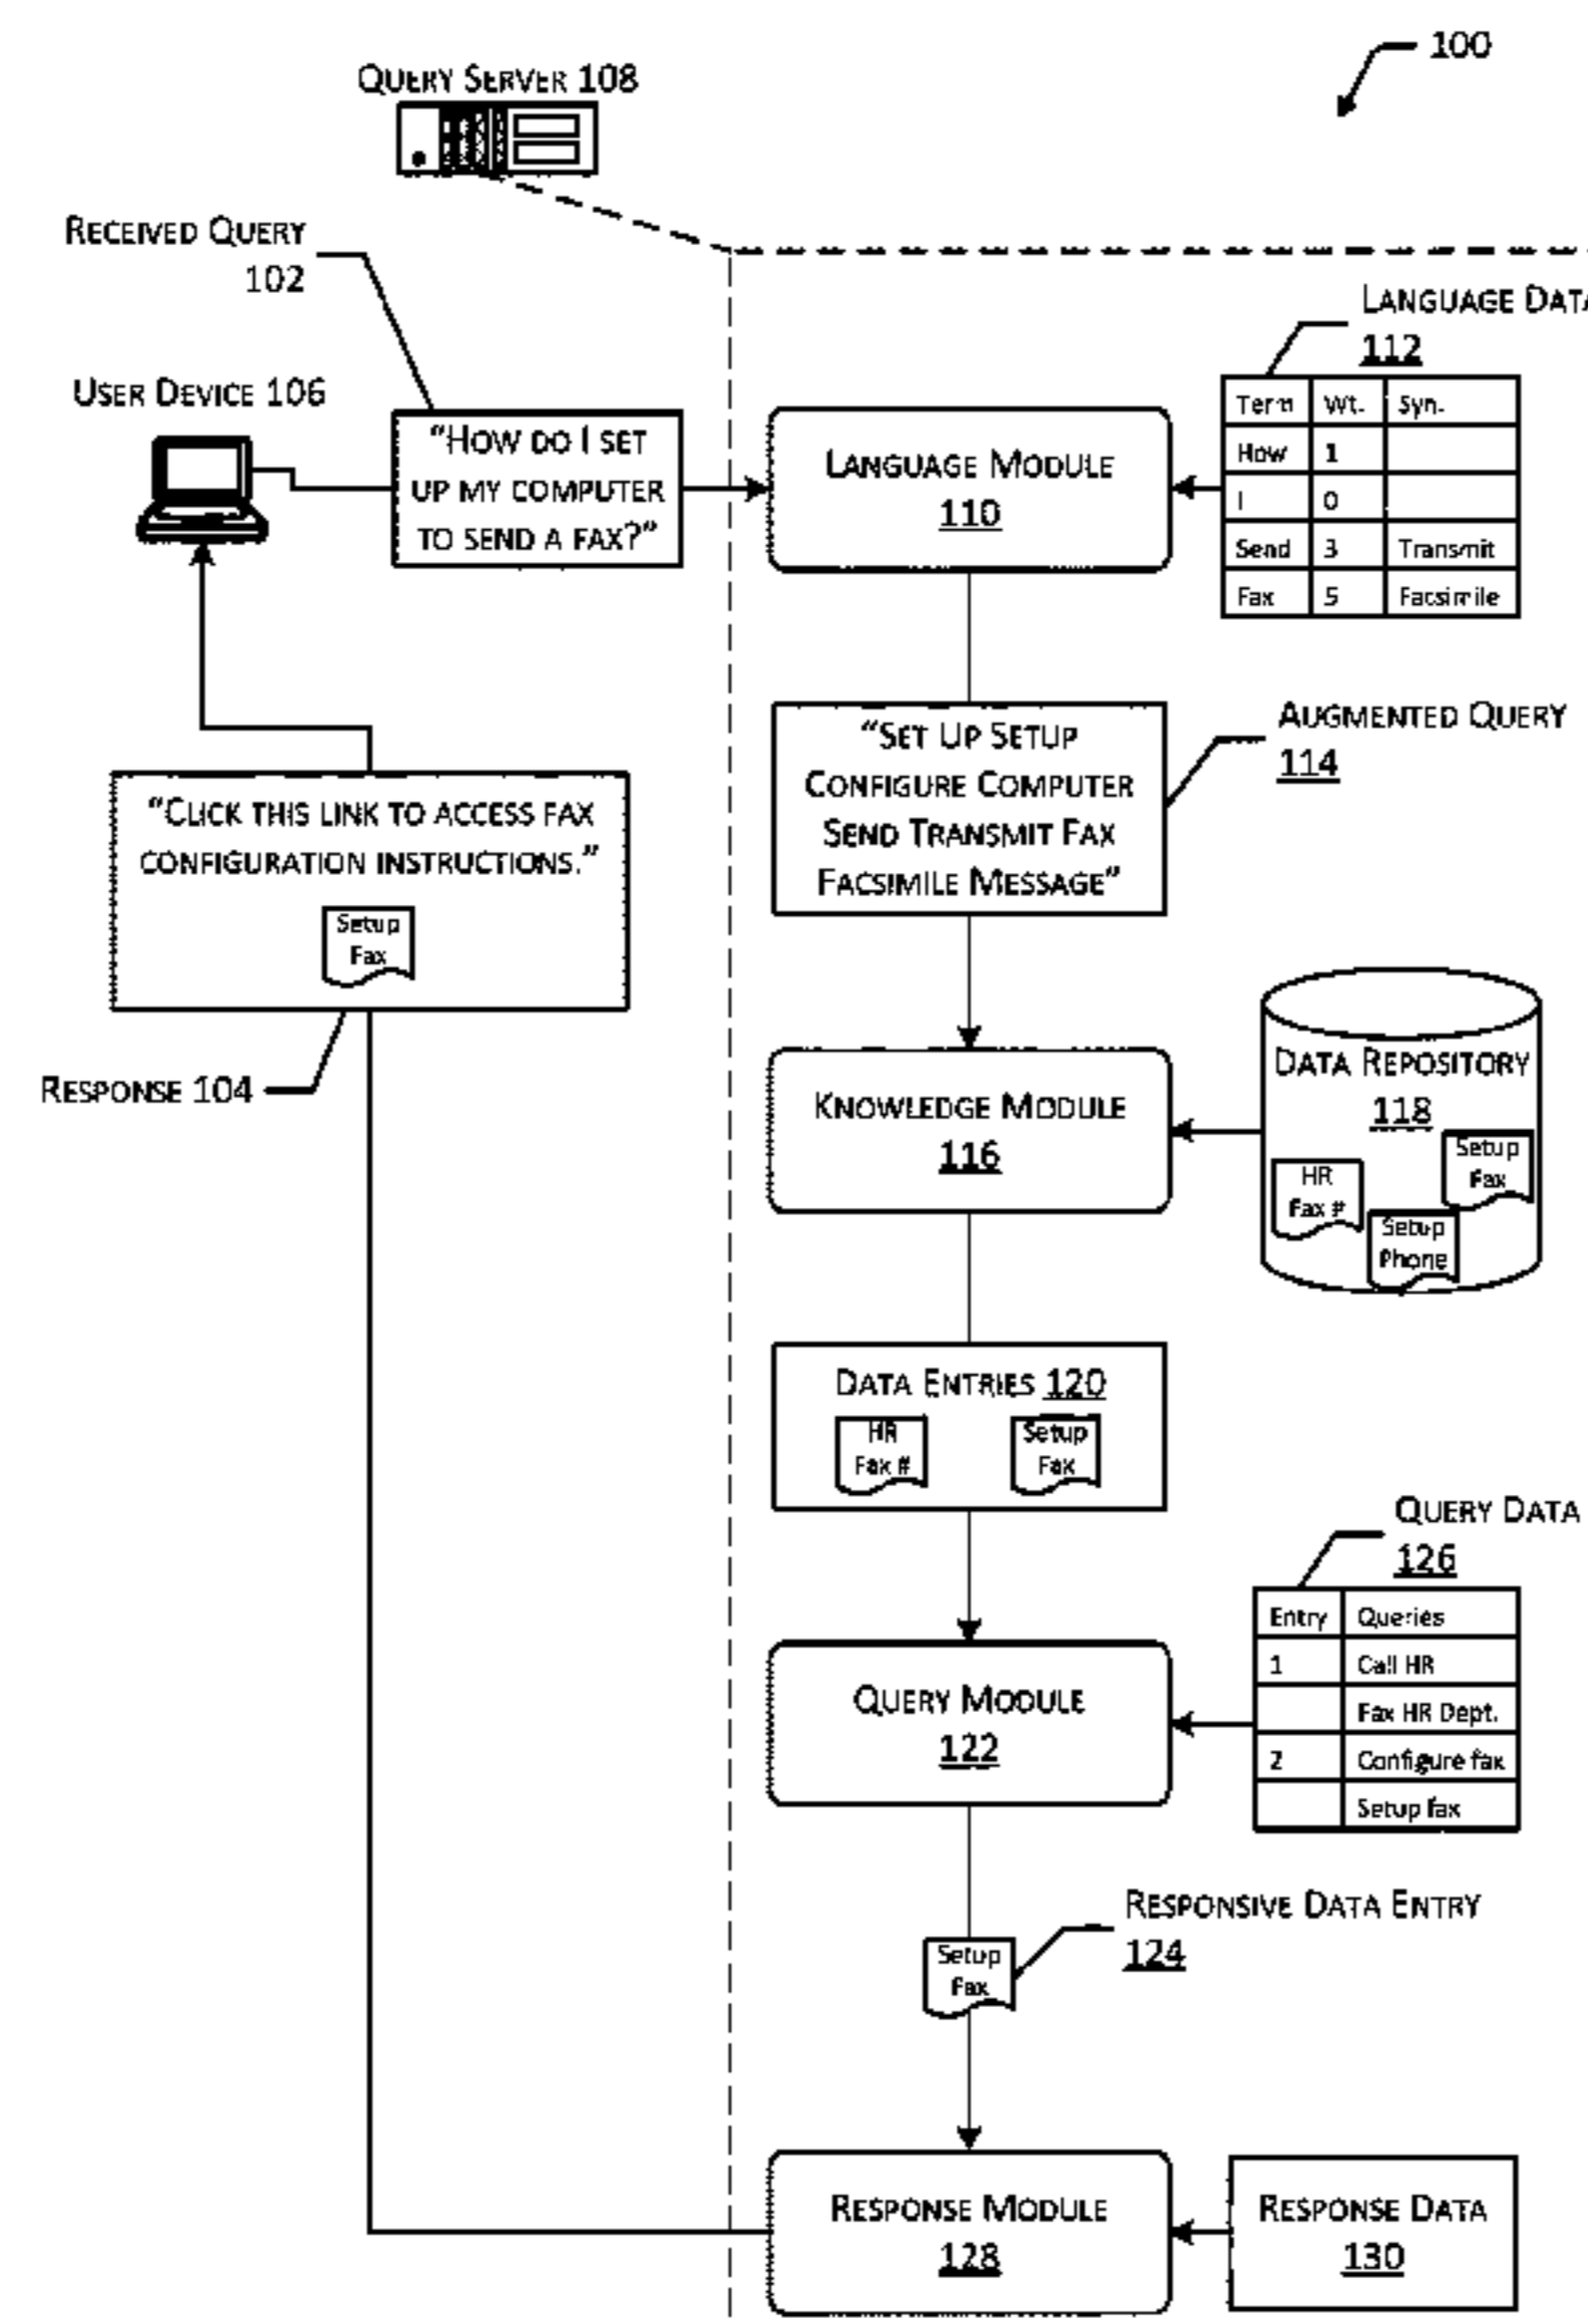 100
QUERY SERVER 108
RECEIVED QUERY
102
LANGUAGE DATA
112
USER DEVICE 106
"HOW DO I SET
UP MY COMPUTER
TO SEND A FAX?"
LANGUAGE MODULE
110
Term Wt. Syn.
How 1
I 0
Send 3 Transmit
Fax 5 Facsimile
"SET UP SETUP
CONFIGURE COMPUTER
SEND TRANSMIT FAX
FACSIMILE MESSAGE"
AUGMENTED QUERY
114
"CLICK THIS LINK TO ACCESS FAX
CONFIGURATION INSTRUCTIONS."
Setup
Fax
RESPONSE 104
KNOWLEDGE MODULE
116
DATA REPOSITORY
118
HR
Fax #
Setup
Fax
Setup
Phone
DATA ENTRIES 120
HR
Fax #
Setup
Fax
QUERY DATA
126
Entry Queries
1 Call HR
Fax HR Dept.
2 Configure fax
Setup fax
QUERY MODULE
122
RESPONSIVE DATA ENTRY
124
Setup
Fax
RESPONSE MODULE
128
RESPONSE DATA
130